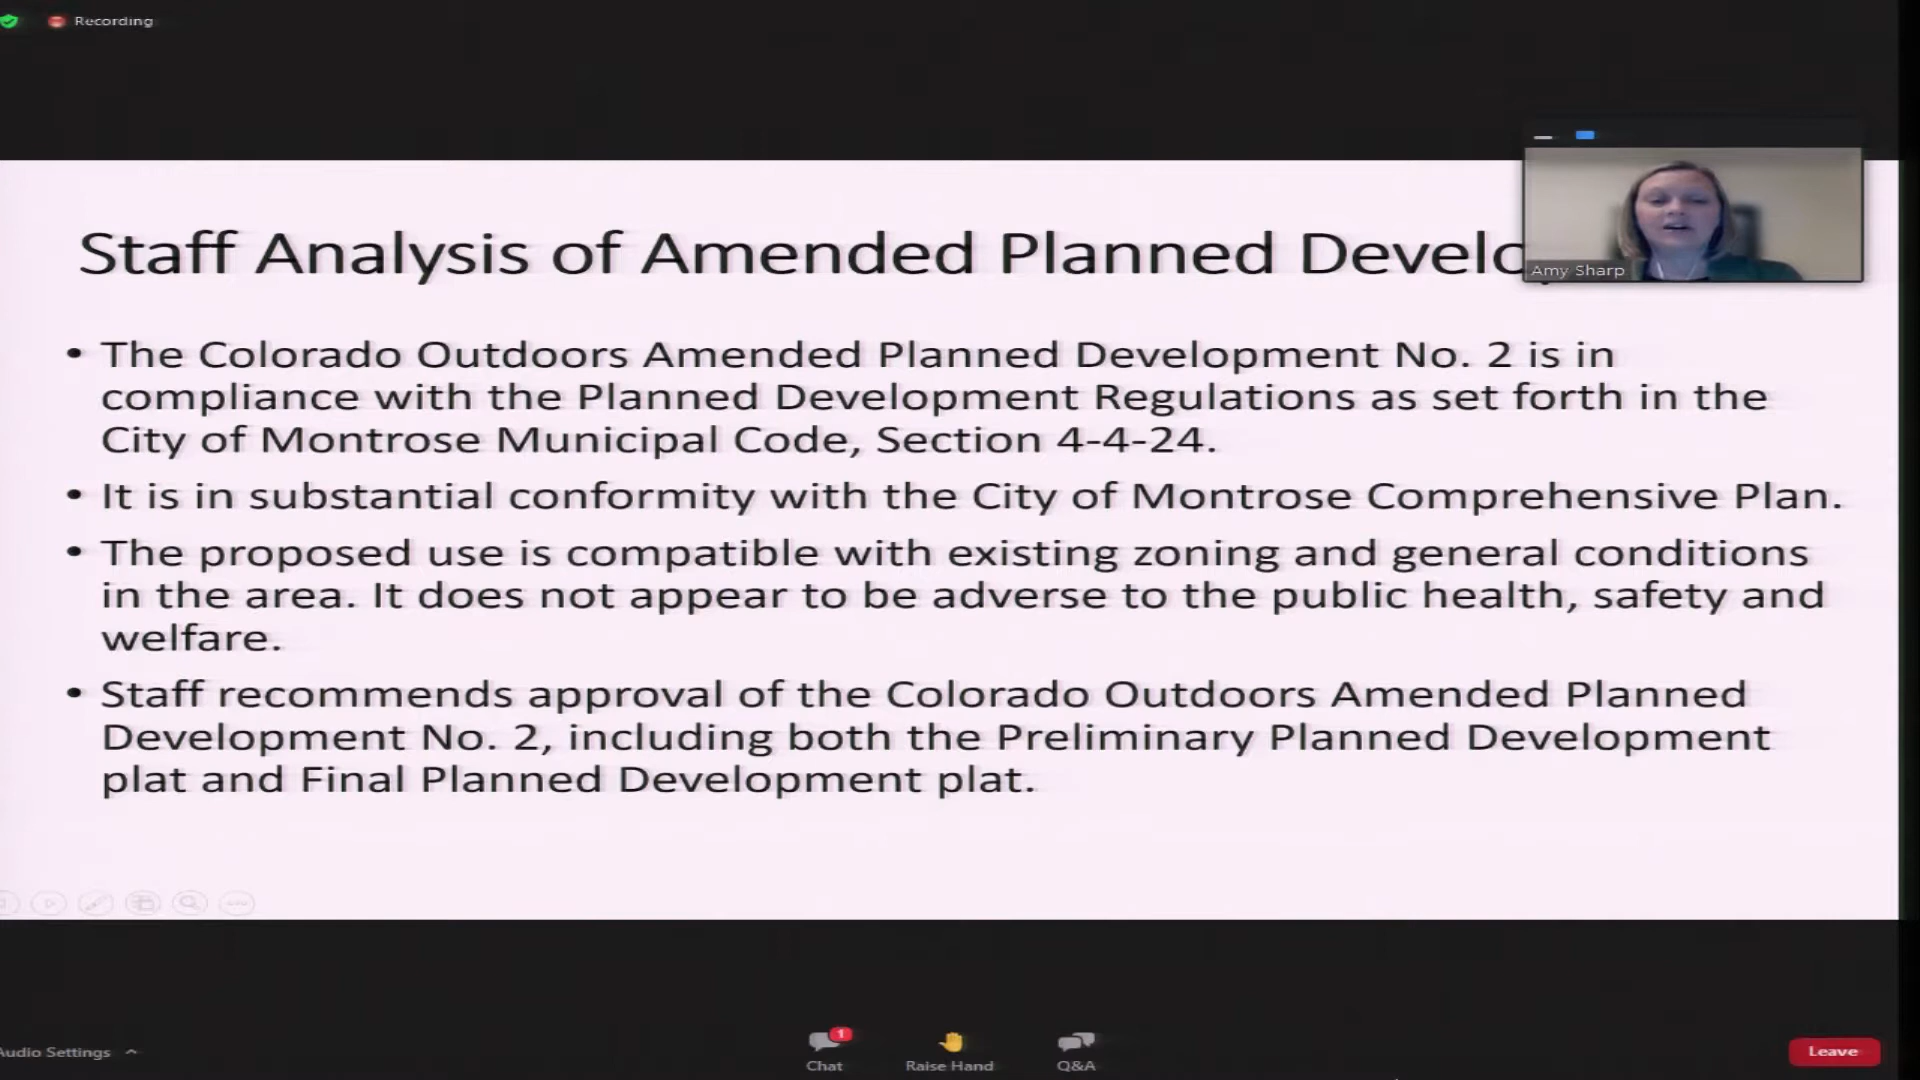 Recording
Staff Analysis of Amended Planned Develo
Amy Sharp
• The Colorado Outdoors Amended Planned Development No. 2 is in
compliance with the Planned Development Regulations as set forth in the
City of Montrose Municipal Code, Section 4-4-24.
• It is in substantial conformity with the City of Montrose Comprehensive Plan.
• The proposed use is compatible with existing zoning and general conditions
in the area. It does not appear to be adverse to the public health, safety and
welfare.
• Staff recommends approval of the Colorado Outdoors Amended Planned
Development No. 2, including both the Preliminary Planned Development
plat and Final Planned Development plat.
Audio Settings
1
Chat
Raise Hand
Q&A
Leave